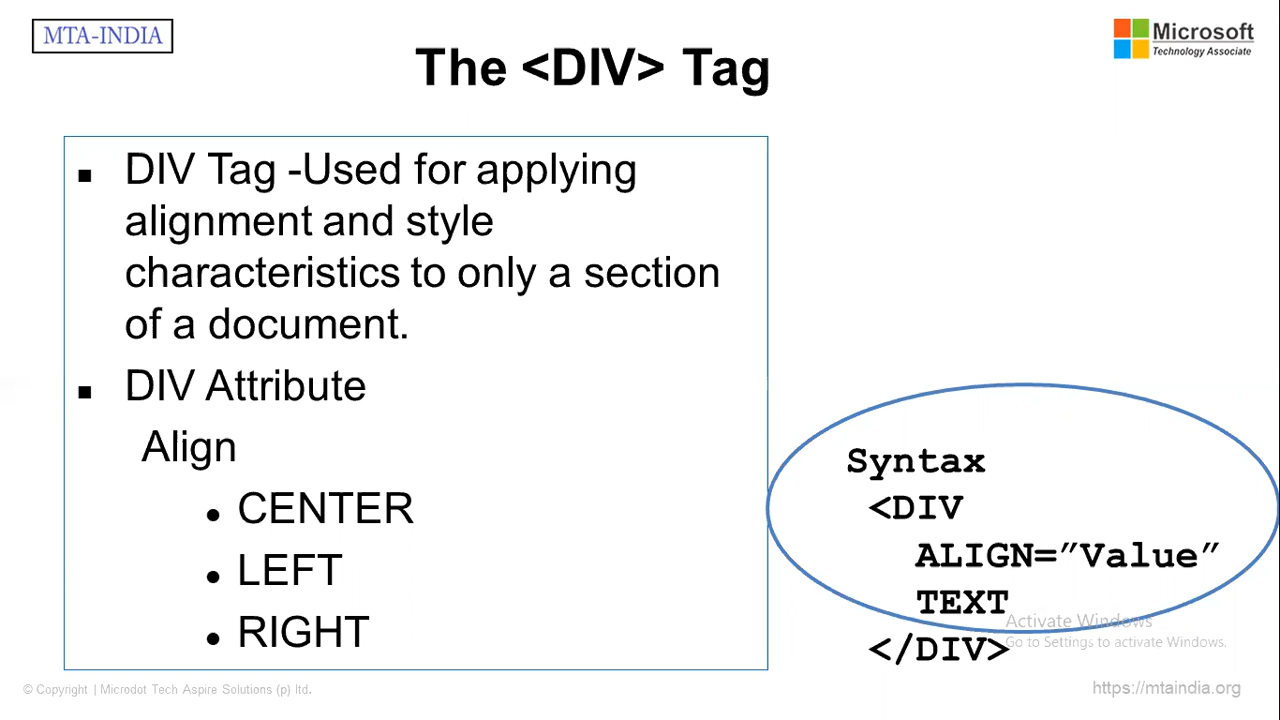 MTA-INDIA
Microsoft
Technology Associate
The <DIV> Tag
DIV Tag -Used for applying
alignment and style
characteristics to only a section
of a document.
DIV Attribute
Align
CENTER
LEFT
RIGHT
Syntax
<DIV
ALIGN=″Value″
TEXT
</DIV>
Activate Windows
Go to Settings to activate Windows.
© Copyright | Microdot Tech Aspire Solutions (p) ltd.
https://mtaindia.org